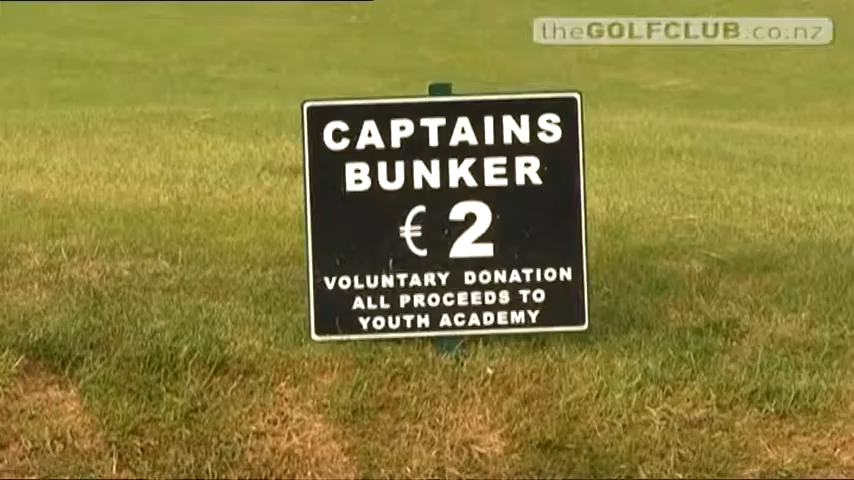 theGOLFCLUB.co.nz
CAPTAINS
BUNKER
€2
VOLUNTARY DONATION
ALL PROCEEDS TO
YOUTH ACADEMY